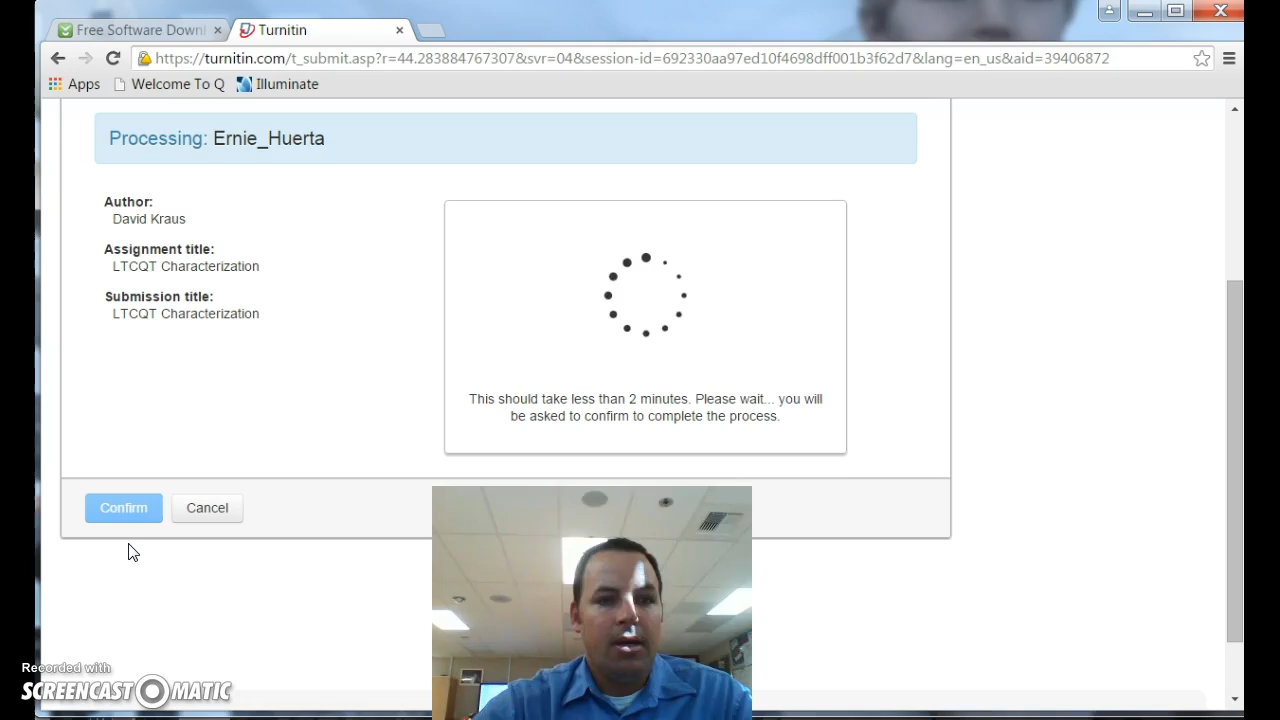 Free Software Downl
Turnitin
https://turnitin.com/t_submit.asp?r=44.283884767307&svr=04&session-id=692330aa97ed10f4698dff001b3f62d7&lang=en_us&aid=39406872
Apps Welcome To Q Illuminate
Processing: Ernie_Huerta
Author:
David Kraus
Assignment title:
LTCQT Characterization
Submission title:
LTCQT Characterization
This should take less than 2 minutes. Please wait... you will
be asked to confirm to complete the process.
Confirm Cancel
Recorded with
SCREENCAST MATIC